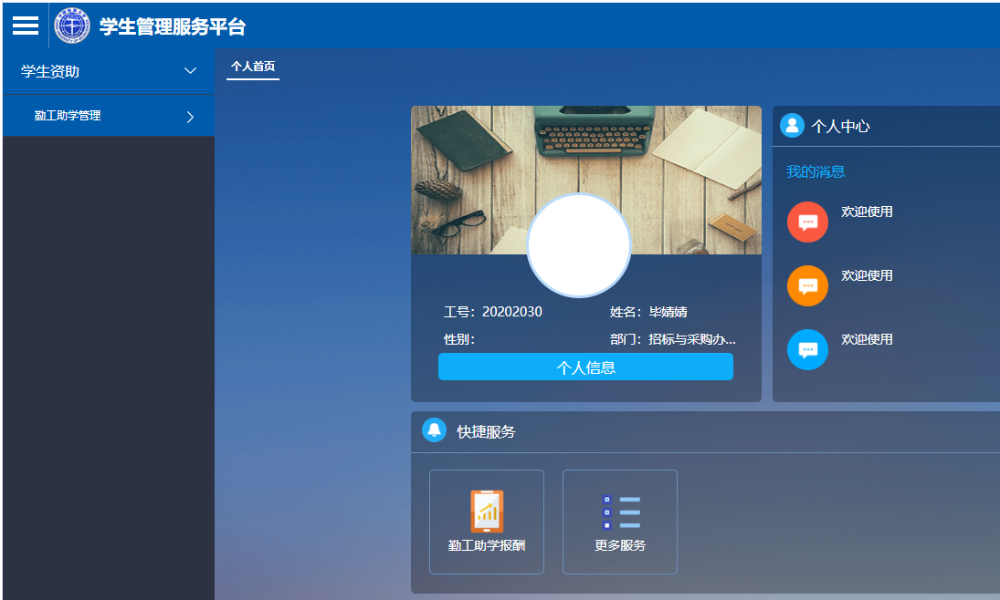 学生管理服务平台
学生资助
勤工助学管理
个人首页
工号：20202030
姓名：毕婧婧
性别：
部门：招标与采购办...
个人信息
个人中心
我的消息
欢迎使用
欢迎使用
欢迎使用
快捷服务
勤工助学报酬
更多服务